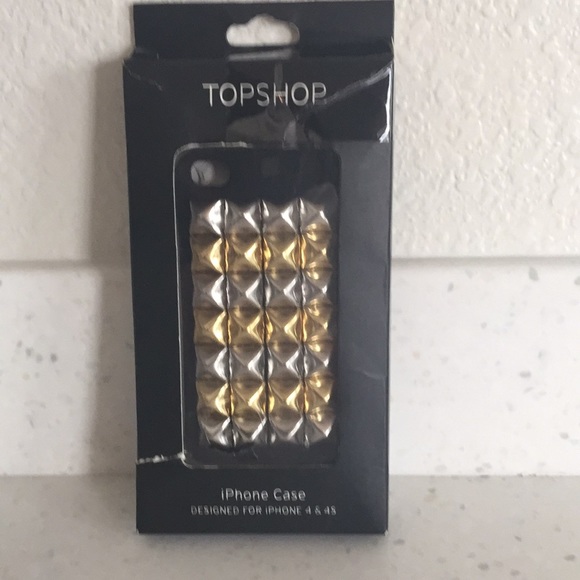 TOPSHOP
iPhone Case
DESIGNED FOR iPHONE 4 & 4S